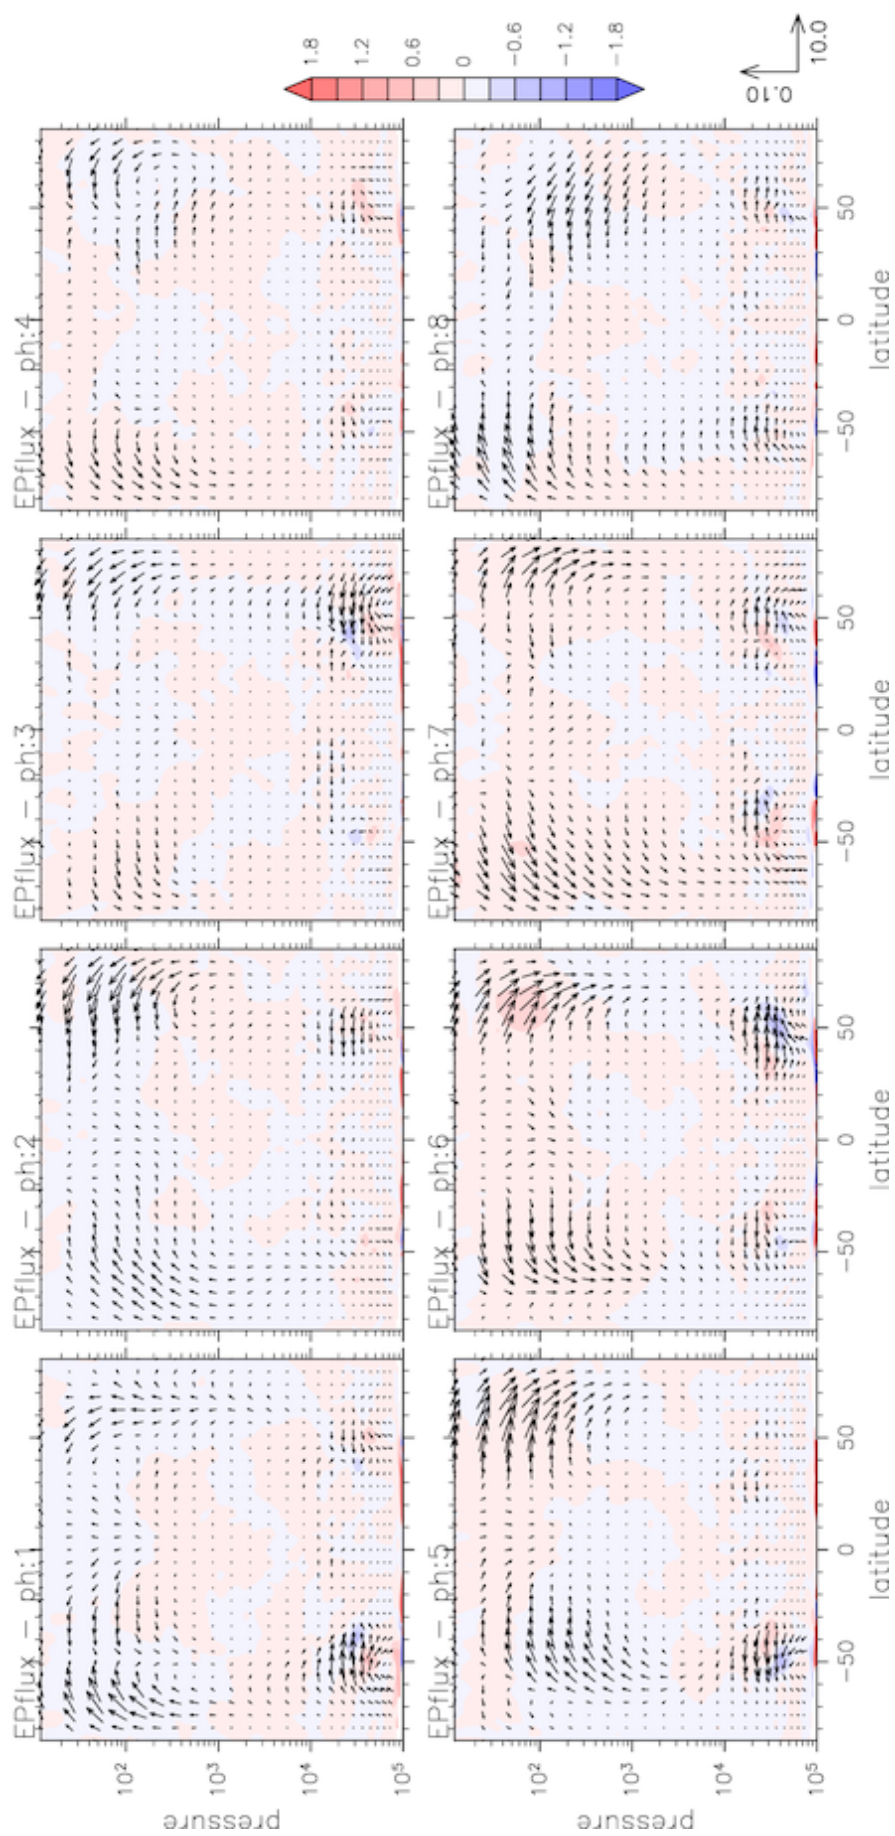 EPflux – ph:1
EPflux – ph:2
EPflux – ph:3
EPflux – ph:4
pressure
10²
10³
10⁴
10⁵
1.8
1.2
0.6
0
−0.6
−1.2
−1.8
EPflux – ph:5
EPflux – ph:6
EPflux – ph:7
EPflux – ph:8
pressure
10²
10³
10⁴
10⁵
−50 0 50
−50 0 50
−50 0 50
−50 0 50
latitude
latitude
latitude
latitude
0.10
10.0